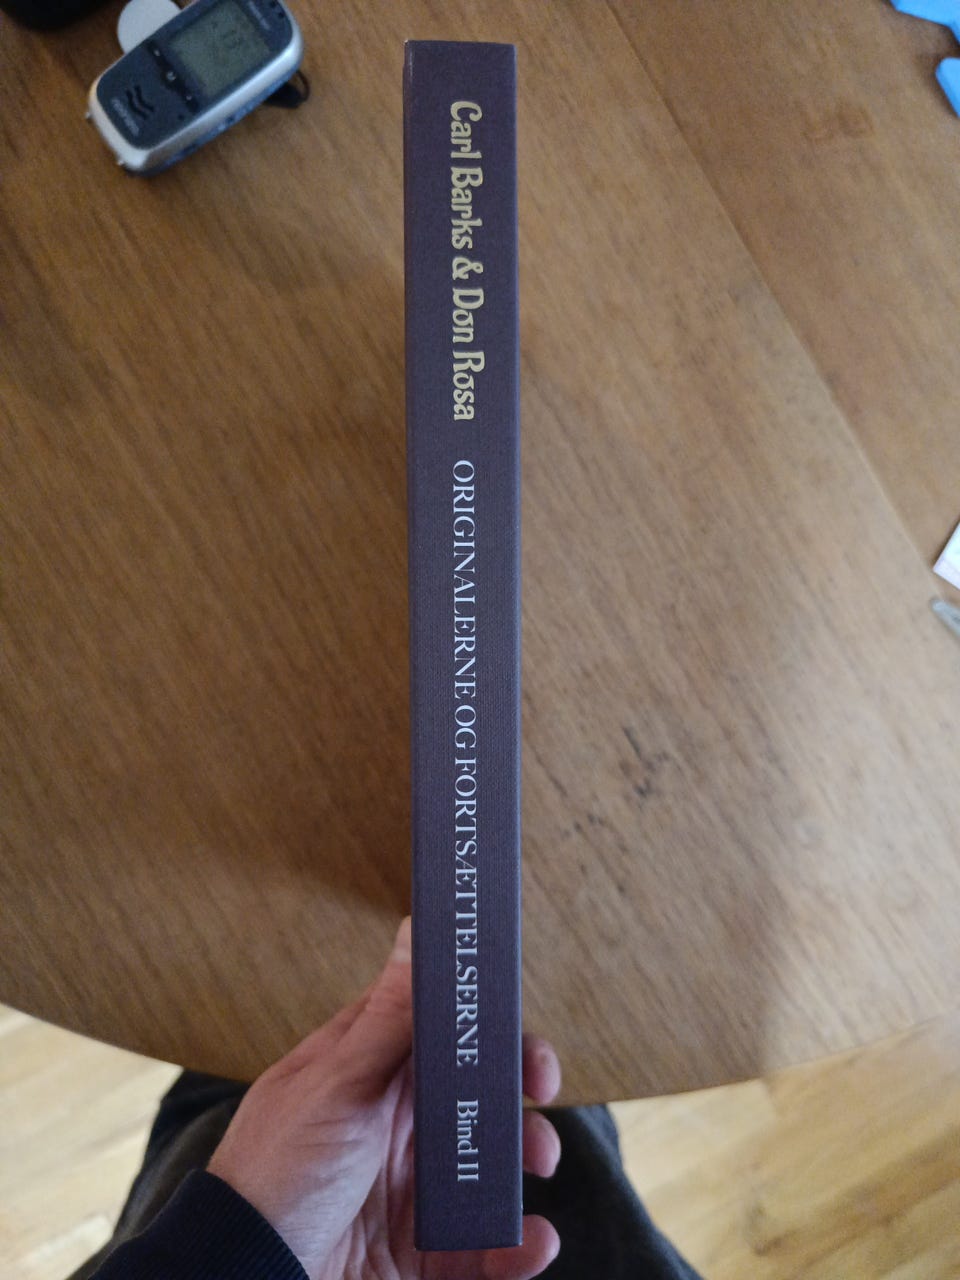 Carl Barks & Don Rosa
ORIGINALERNE OG FORTSÆTTELSERNE
Bind II